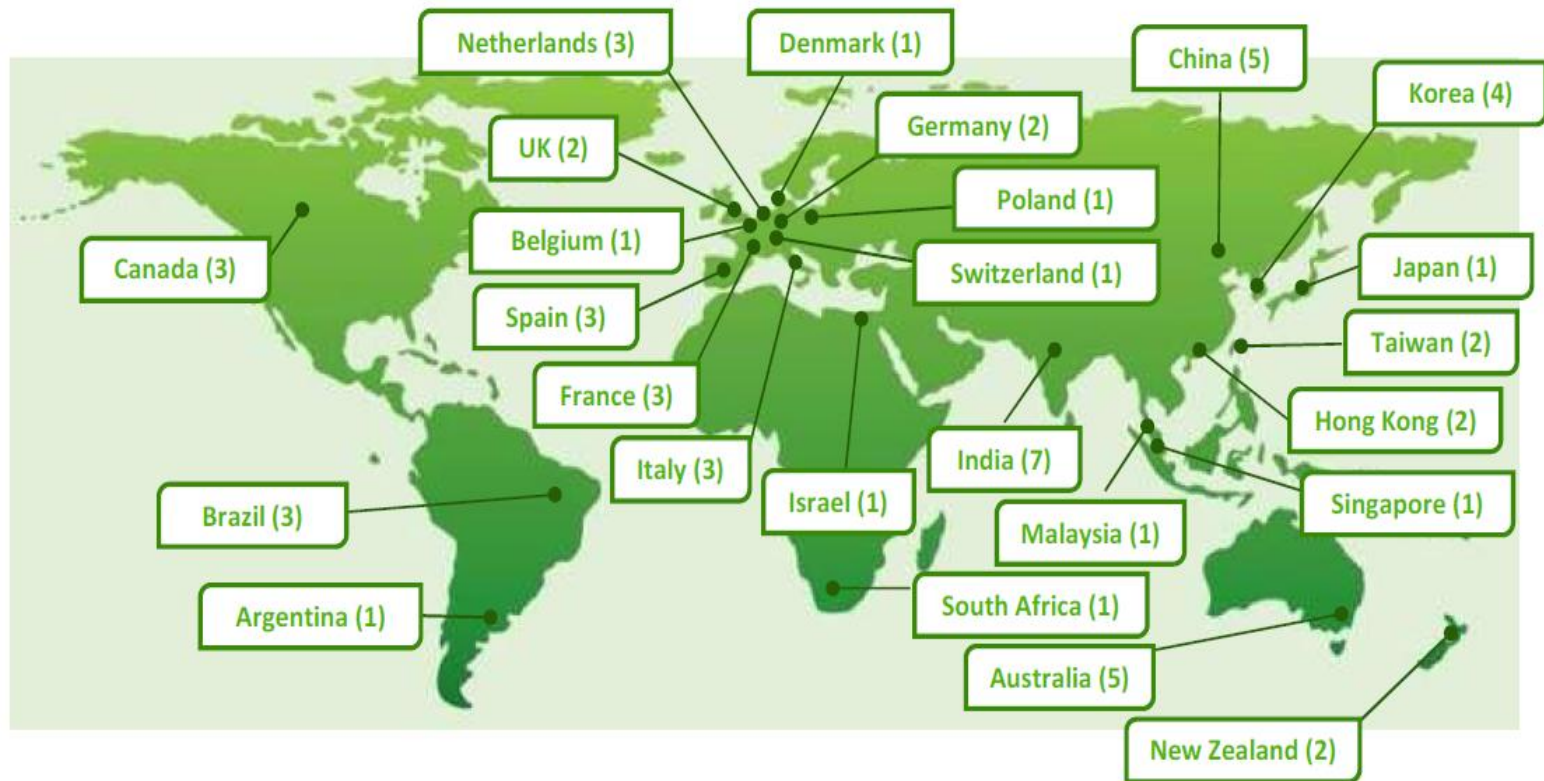 Netherlands (3)
Denmark (1)
China (5)
Korea (4)
UK (2)
Germany (2)
Poland (1)
Belgium (1)
Canada (3)
Switzerland (1)
Japan (1)
Spain (3)
Taiwan (2)
France (3)
Hong Kong (2)
Italy (3)
India (7)
Israel (1)
Singapore (1)
Brazil (3)
Malaysia (1)
Argentina (1)
South Africa (1)
Australia (5)
New Zealand (2)